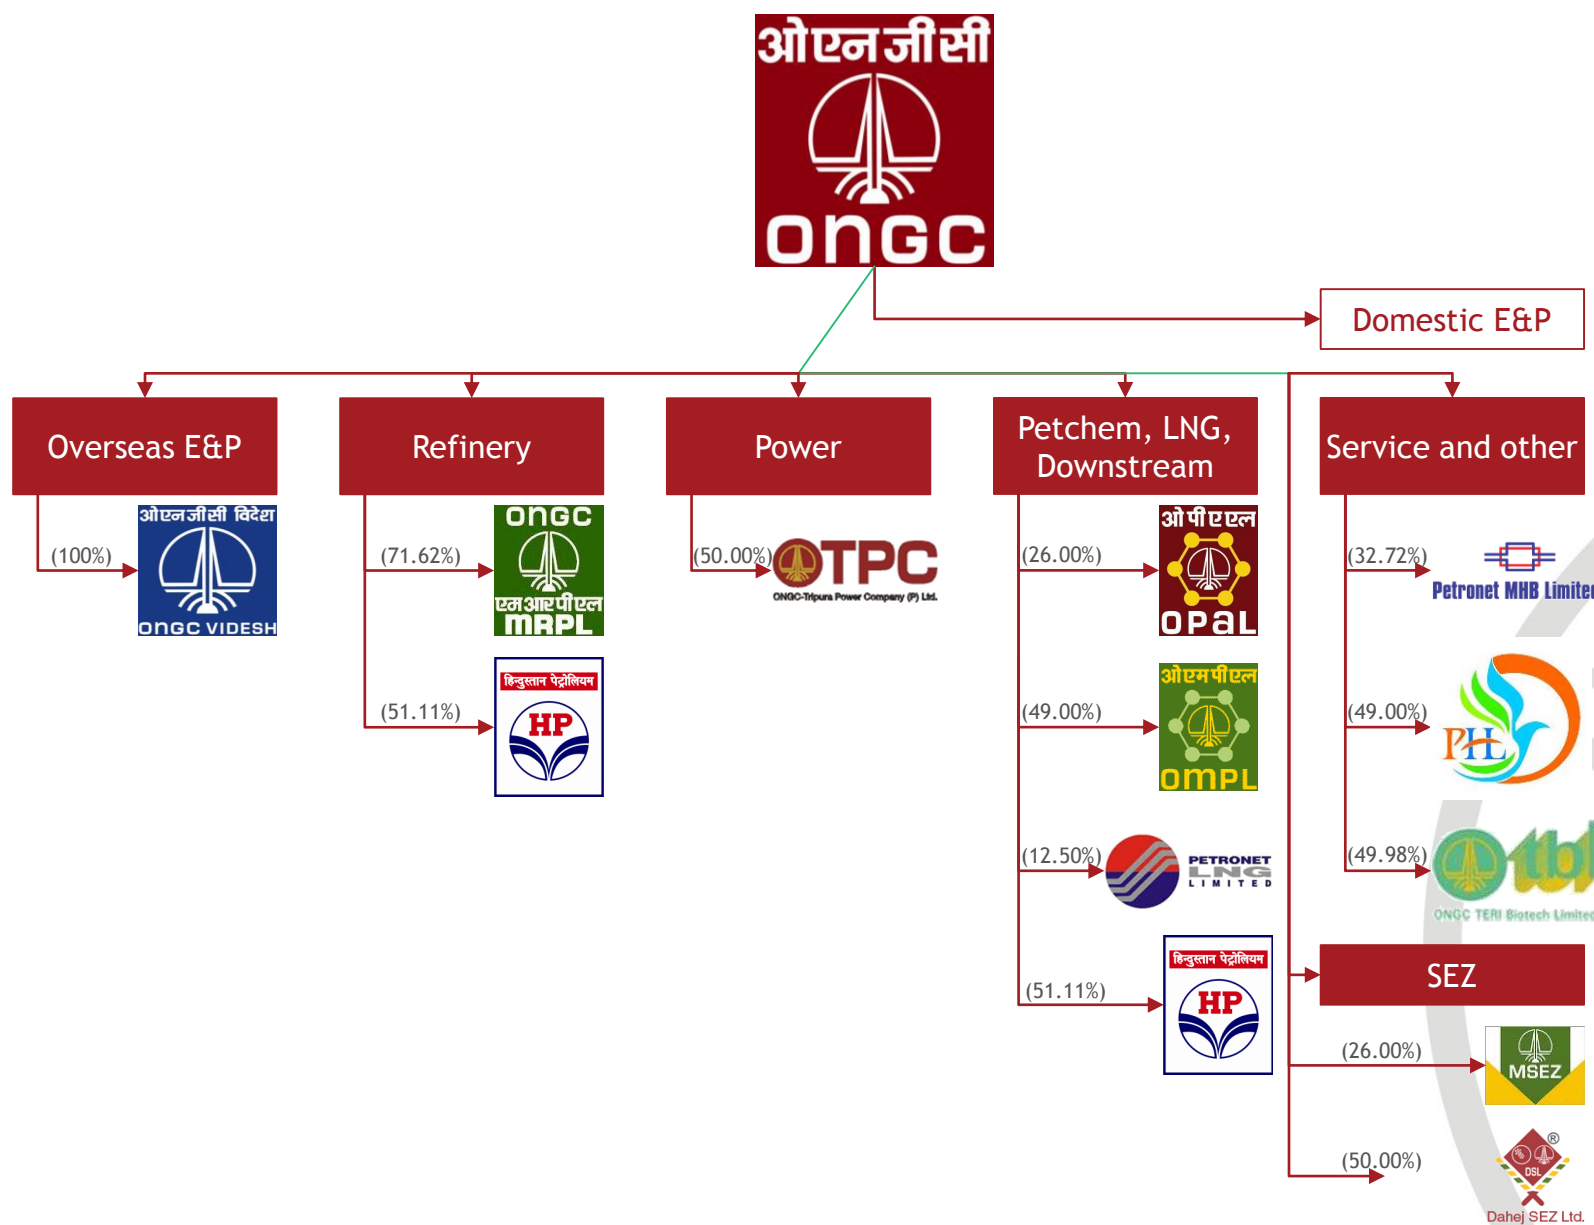 ओएनजीसी
ONGC
Domestic E&P
Overseas E&P
Refinery
Power
Petchem, LNG,
Downstream
Service and other
(100%)
ओएनजीसी विदेश
ONGC VIDESH
(71.62%)
ONGC
एमआरपीएल
MRPL
(51.11%)
हिन्दुस्तान पेट्रोलियम
HP
(50.00%)
OTPC
ONGC-Tripura Power Company (P) Ltd.
(26.00%)
ओपीएएल
OPaL
(49.00%)
ओएमपीएल
OMPL
(12.50%)
PETRONET
LNG
LIMITED
(51.11%)
हिन्दुस्तान पेट्रोलियम
HP
(32.72%)
Petronet MHB Limited
(49.00%)
PHL
(49.98%)
otbl
ONGC TERI Biotech Limited
SEZ
(26.00%)
MSEZ
(50.00%)
®
DSL
Dahej SEZ Ltd.